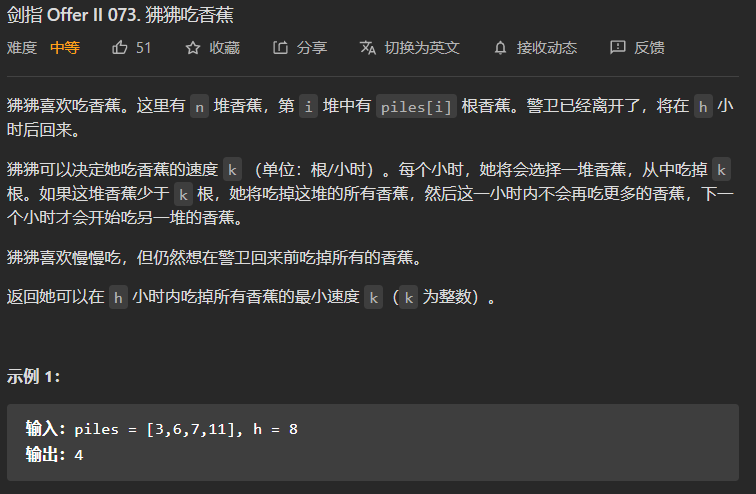 剑指 Offer II 073. 狒狒吃香蕉
难度 中等 51 收藏 分享 切换为英文 接收动态 反馈
狒狒喜欢吃香蕉。这里有 n 堆香蕉，第 i 堆中有 piles[i] 根香蕉。警卫已经离开了，将在 h 小
时后回来。
狒狒可以决定她吃香蕉的速度 k （单位：根/小时）。每个小时，她将会选择一堆香蕉，从中吃掉 k
根。如果这堆香蕉少于 k 根，她将吃掉这堆的所有香蕉，然后这一小时内不会再吃更多的香蕉，下一
个小时才会开始吃另一堆的香蕉。
狒狒喜欢慢慢吃，但仍然想在警卫回来前吃掉所有的香蕉。
返回她可以在 h 小时内吃掉所有香蕉的最小速度 k（k 为整数）。
示例 1：
输入：piles = [3,6,7,11], h = 8
输出：4